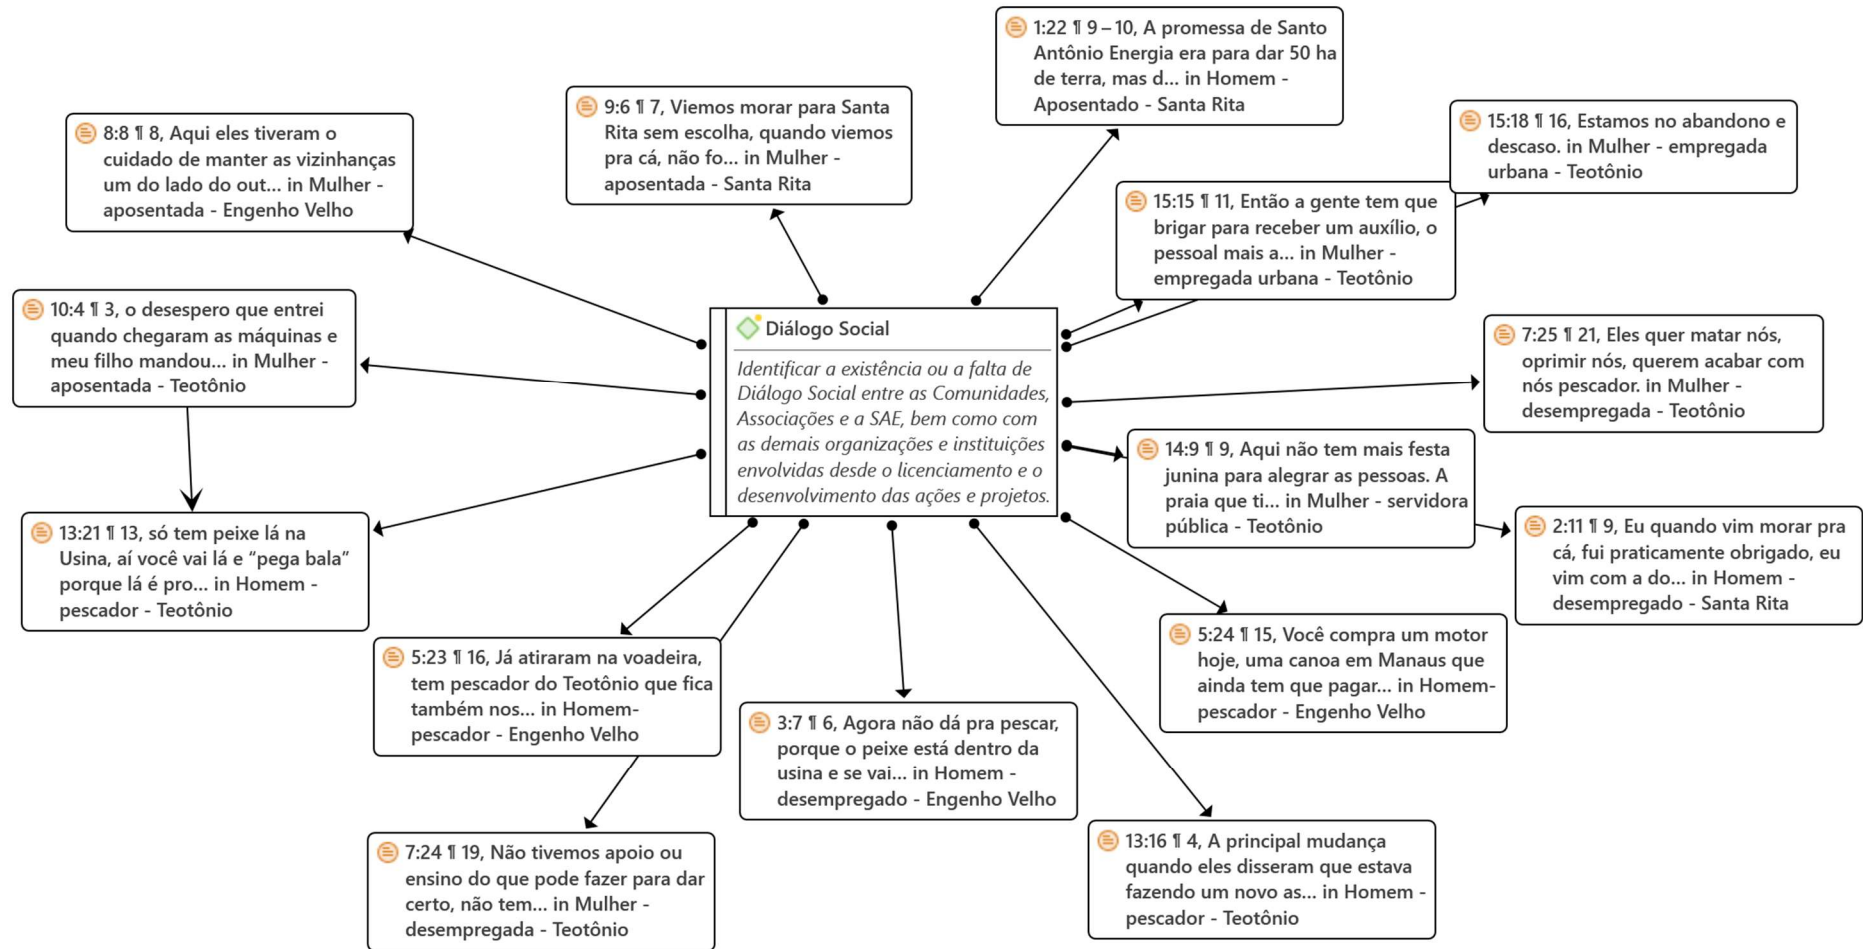 1:22 ¶ 9 – 10, A promessa de Santo
Antônio Energia era para dar 50 ha
de terra, mas d... in Homem -
Aposentado - Santa Rita
9:6 ¶ 7, Viemos morar para Santa
Rita sem escolha, quando viemos
pra cá, não fo... in Mulher -
aposentada - Santa Rita
8:8 ¶ 8, Aqui eles tiveram o
cuidado de manter as vizinhanças
um do lado do out... in Mulher -
aposentada - Engenho Velho
15:18 ¶ 16, Estamos no abandono e
descaso. in Mulher - empregada
urbana - Teotônio
15:15 ¶ 11, Então a gente tem que
brigar para receber um auxílio, o
pessoal mais a... in Mulher -
empregada urbana - Teotônio
10:4 ¶ 3, o desespero que entrei
quando chegaram as máquinas e
meu filho mandou... in Mulher -
aposentada - Teotônio
Diálogo Social
Identificar a existência ou a falta de
Diálogo Social entre as Comunidades,
Associações e a SAE, bem como com
as demais organizações e instituições
envolvidas desde o licenciamento e o
desenvolvimento das ações e projetos.
7:25 ¶ 21, Eles quer matar nós,
oprimir nós, querem acabar com
nós pescador. in Mulher -
desempregada - Teotônio
14:9 ¶ 9, Aqui não tem mais festa
junina para alegrar as pessoas. A
praia que ti... in Mulher - servidora
pública - Teotônio
13:21 ¶ 13, só tem peixe lá na
Usina, aí você vai lá e “pega bala”
porque lá é pro... in Homem -
pescador - Teotônio
2:11 ¶ 9, Eu quando vim morar pra
cá, fui praticamente obrigado, eu
vim com a do... in Homem -
desempregado - Santa Rita
5:23 ¶ 16, Já atiraram na voadeira,
tem pescador do Teotônio que fica
também nos... in Homem-
pescador - Engenho Velho
5:24 ¶ 15, Você compra um motor
hoje, uma canoa em Manaus que
ainda tem que pagar... in Homem-
pescador - Engenho Velho
3:7 ¶ 6, Agora não dá pra pescar,
porque o peixe está dentro da
usina e se vai... in Homem -
desempregado - Engenho Velho
7:24 ¶ 19, Não tivemos apoio ou
ensino do que pode fazer para dar
certo, não tem... in Mulher -
desempregada - Teotônio
13:16 ¶ 4, A principal mudança
quando eles disseram que estava
fazendo um novo as... in Homem -
pescador - Teotônio